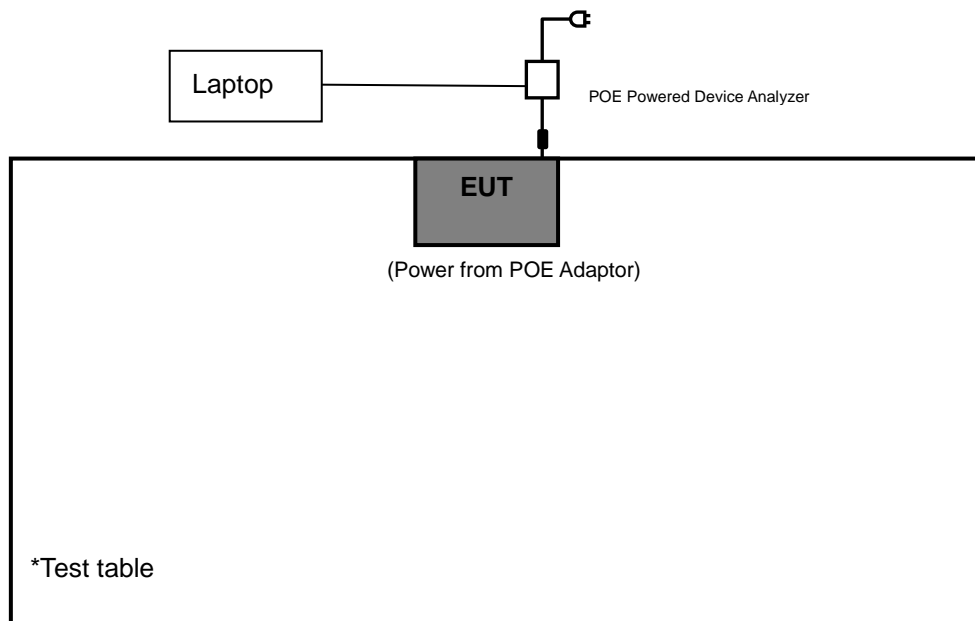 Laptop
POE Powered Device Analyzer
EUT
(Power from POE Adaptor)
*Test table